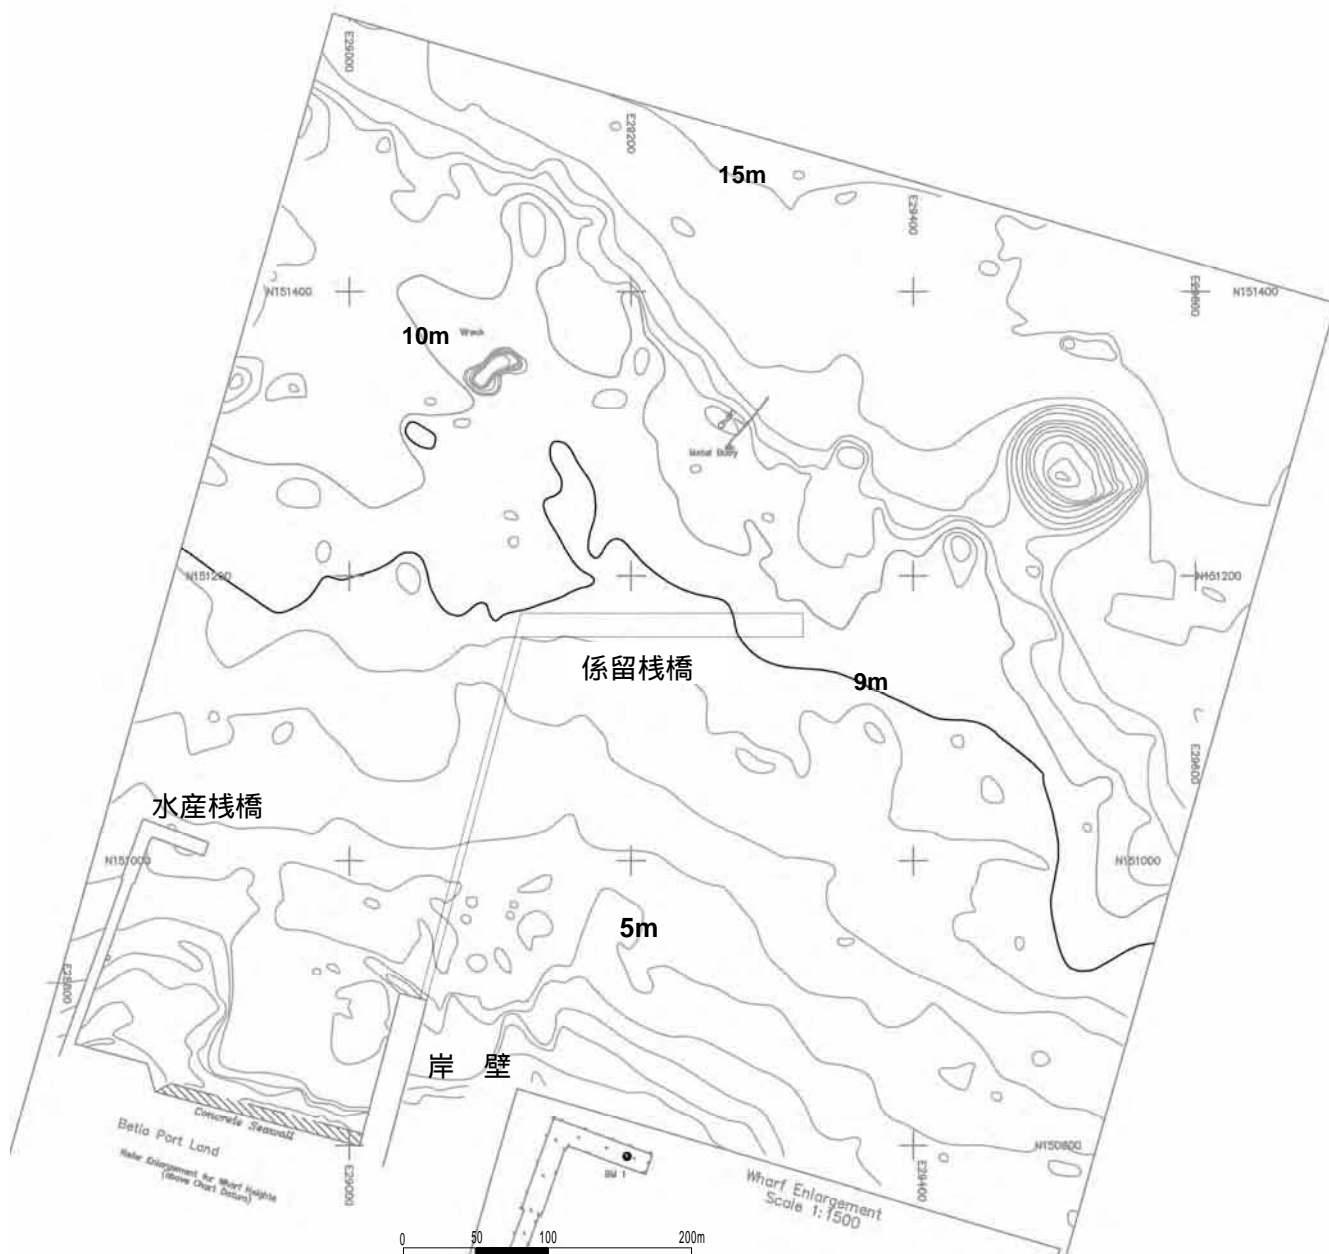 E29000
E29200
15m
E29400
N151400
E29600
N151400
10m
Wreck
Metal Buoy
N151200
N151200
係留桟橋
9m
E29600
水産桟橋
N151000
N151000
5m
E28800
岸 壁
Concrete Seawall
Betio Port Land
Refer Enlargement for Wharf Heights
(above Chart Datum)
E29000
BM 1
Wharf Enlargement
Scale 1:1500
E29400
N150800
0 50 100 200m